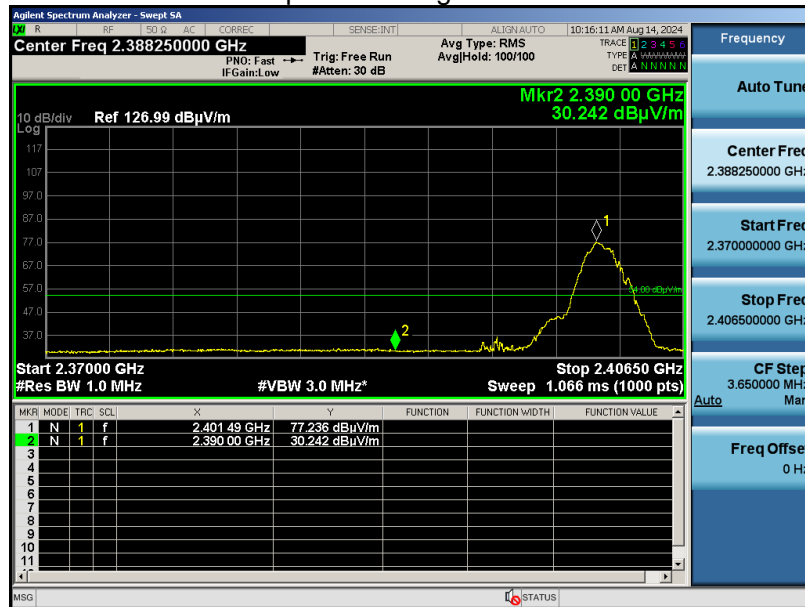 Agilent Spectrum Analyzer - Swept SA
LXI R RF 50 Ω AC CORREC SENSE:INT ALIGN AUTO 10:16:11 AM Aug 14, 2024
Center Freq 2.388250000 GHz
PNO: Fast
IFGain:Low
Trig: Free Run
#Atten: 30 dB
Avg Type: RMS
Avg|Hold: 100/100
TRACE 1 2 3 4 5 6
TYPE A WWWWW
DET A N N N N N
Mkr2 2.390 00 GHz
30.242 dBµV/m
10 dB/div Ref 126.99 dBµV/m
Log
117
107
97.0
87.0
77.0
67.0
57.0
47.0
37.0
1
2
54.00 dBµV/m
Start 2.37000 GHz Stop 2.40650 GHz
#Res BW 1.0 MHz #VBW 3.0 MHz* Sweep 1.066 ms (1000 pts)
MKR MODE TRC SCL X Y FUNCTION FUNCTION WIDTH FUNCTION VALUE
1 N 1 f 2.401 49 GHz 77.236 dBµV/m
2 N 1 f 2.390 00 GHz 30.242 dBµV/m
3
4
5
6
7
8
9
10
11
MSG STATUS
Frequency
Auto Tune
Center Freq
2.388250000 GHz
Start Freq
2.370000000 GHz
Stop Freq
2.406500000 GHz
CF Step
3.650000 MHz
Auto Man
Freq Offset
0 Hz